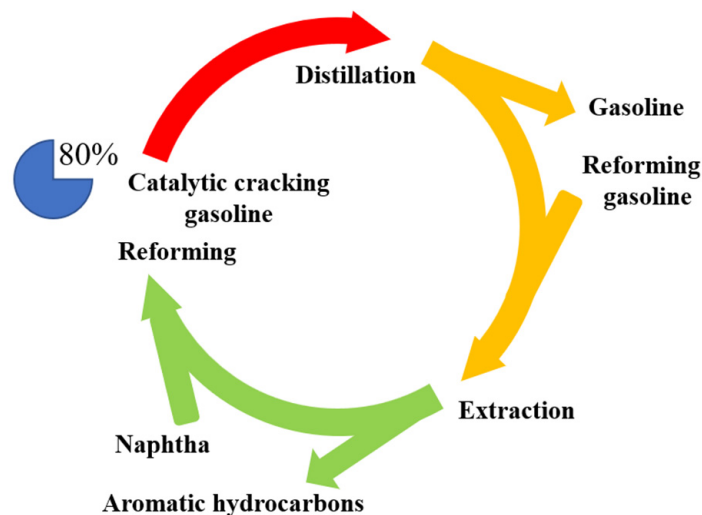 Distillation
Gasoline
80%
Reforming
gasoline
Catalytic cracking
gasoline
Reforming
Extraction
Naphtha
Aromatic hydrocarbons